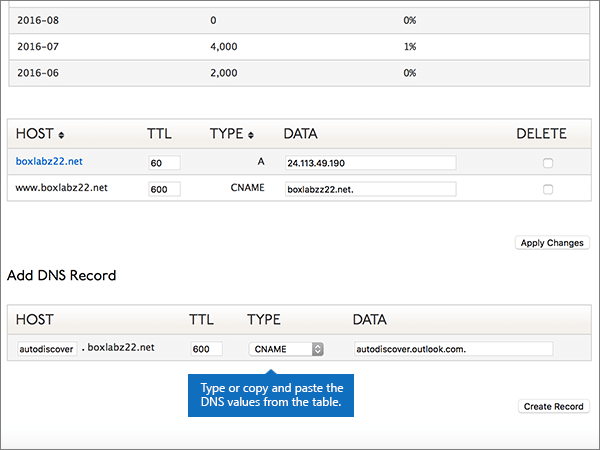 2016-08 0 0%
2016-07 4,000 1%
2016-06 2,000 0%
HOST TTL TYPE DATA DELETE
boxlabz22.net 60 A 24.113.49.190
www.boxlabz22.net 600 CNAME boxlabzz22.net.
Apply Changes
Add DNS Record
HOST TTL TYPE DATA
autodiscover . boxlabz22.net 600 CNAME autodiscover.outlook.com.
Type or copy and paste the
DNS values from the table.
Create Record